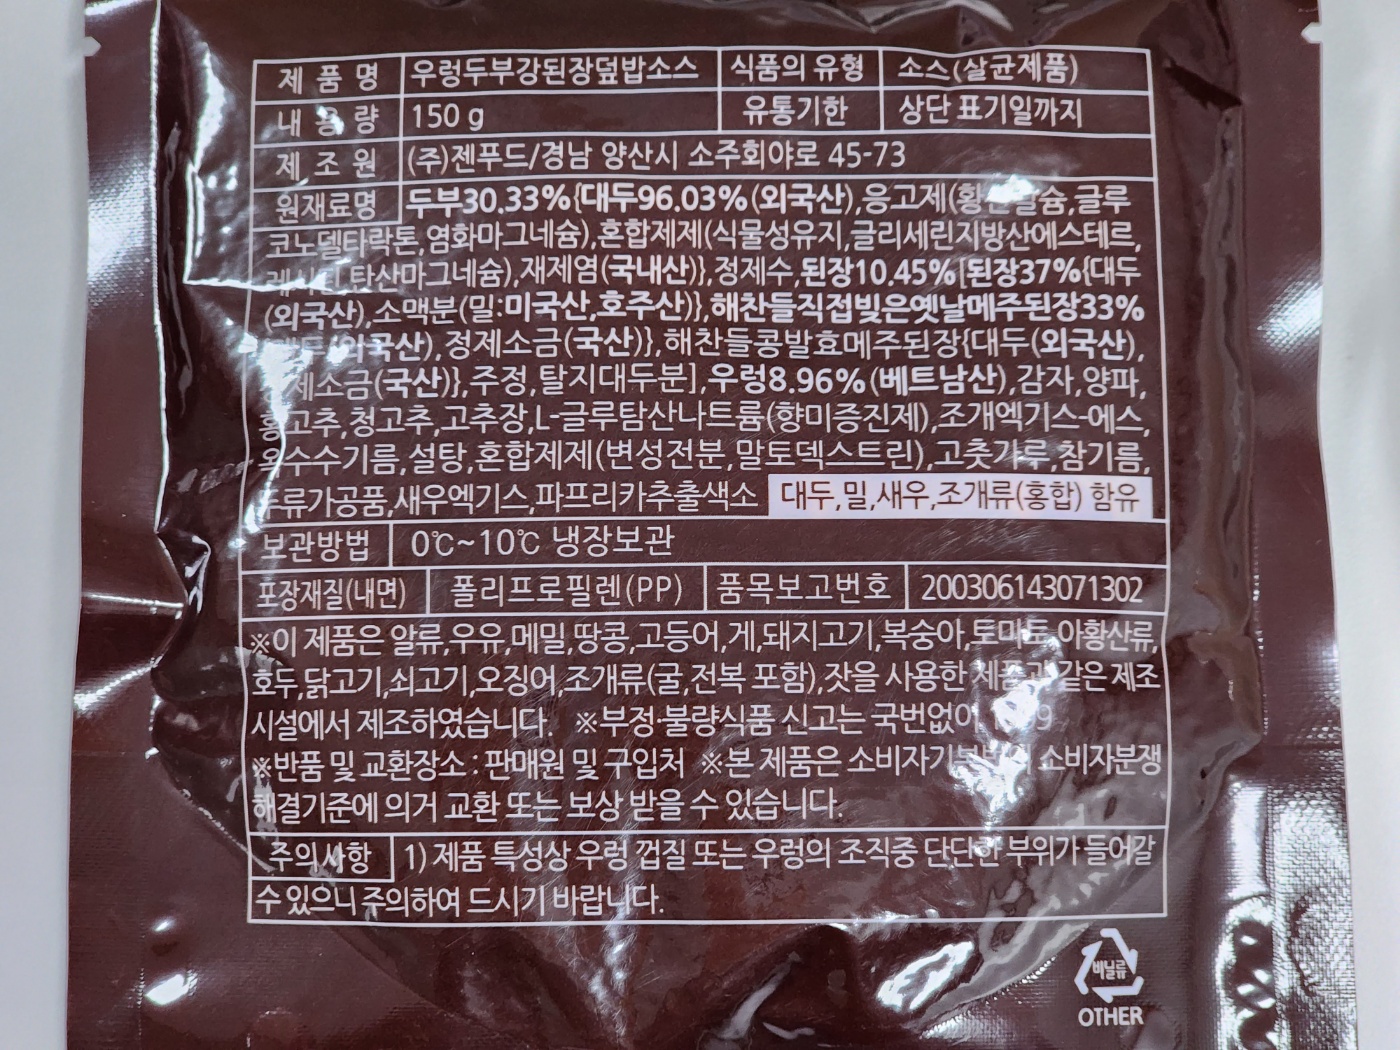 제 품 명 우렁두부강된장덮밥소스 식품의 유형 소스(살균제품)
내 용 량 150 g 유통기한 상단 표기일까지
제 조 원 (주)젠푸드/경남 양산시 소주회야로 45-73
원재료명 두부30.33%{대두96.03%(외국산),응고제(황산칼슘,글루
코노델타락톤,염화마그네슘),혼합제제(식물성유지,글리세린지방산에스테르,
탄산마그네슘),재제염(국내산)},정제수,된장10.45%[된장37%{대두
(외국산),소맥분(밀:미국산,호주산)},해찬들직접빚은옛날메주된장33%
외국산),정제소금(국산)},해찬들콩발효메주된장{대두(외국산),
제소금(국산)},주정,탈지대두분],우렁8.96%(베트남산),감자,양파,
홍고추,청고추,고추장,L-글루탐산나트륨(향미증진제),조개엑기스-에스,
옥수수기름,설탕,혼합제제(변성전분,말토덱스트린),고춧가루,참기름,
두류가공품,새우엑기스,파프리카추출색소 대두,밀,새우,조개류(홍합) 함유
보관방법 0℃~10℃ 냉장보관
포장재질(내면) 폴리프로필렌(PP) 품목보고번호 200306143071302
※이 제품은 알류,우유,메밀,땅콩,고등어,게,돼지고기,복숭아,토마토,아황산류,
호두,닭고기,쇠고기,오징어,조개류(굴,전복 포함),잣을 사용한 제품과 같은 제조
시설에서 제조하였습니다. ※부정·불량식품 신고는 국번없이
※반품 및 교환장소 : 판매원 및 구입처 ※본 제품은 소비자분쟁
해결기준에 의거 교환 또는 보상 받을 수 있습니다.
주의사항 1) 제품 특성상 우렁 껍질 또는 우렁의 조직중 단단한 부위가 들어갈
수 있으니 주의하여 드시기 바랍니다.
비닐류
OTHER